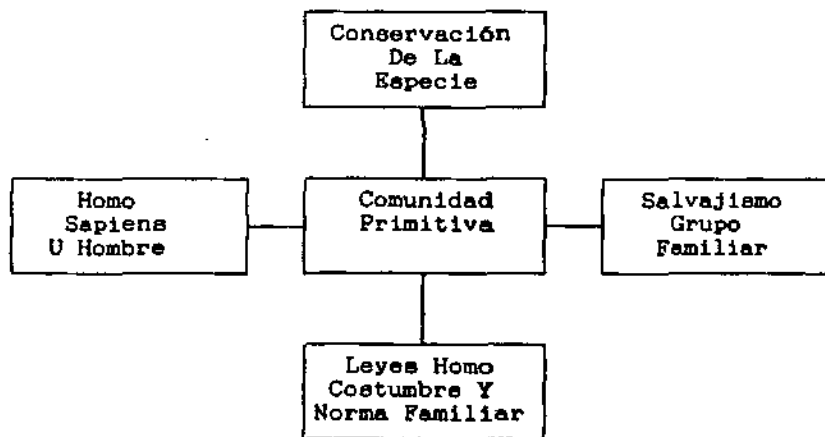 Conservación
De La
Especie
Homo
Sapiens
U Hombre
Comunidad
Primitiva
Salvajismo
Grupo
Familiar
Leyes Homo
Costumbre Y
Norma Familiar